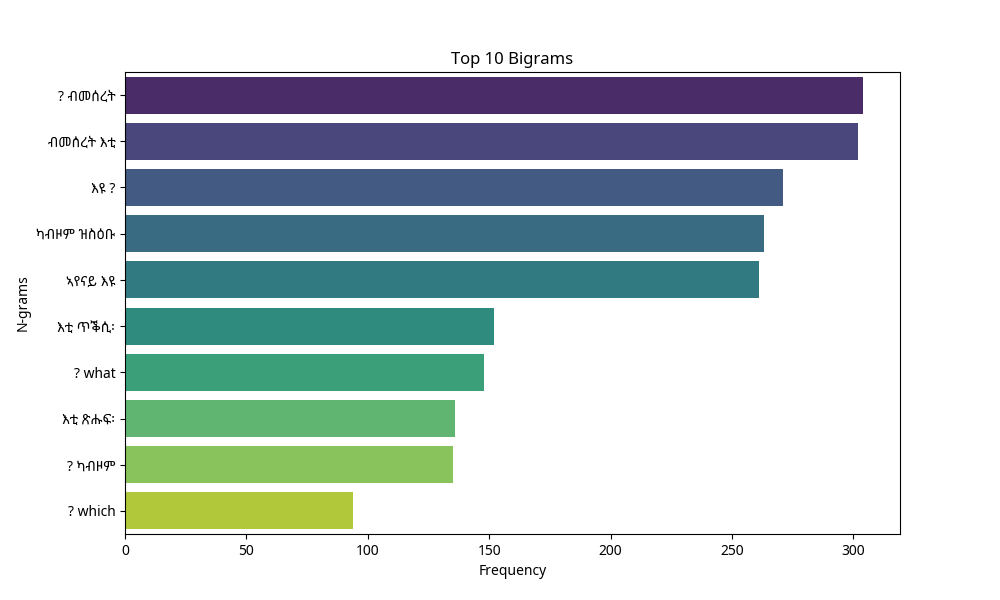 Top 10 Bigrams
? ብመሰረት
ብመሰረት እቲ
እዩ ?
ካብዞም ዝስዕቡ
ኣየናይ እዩ
እቲ ጥቕሲ፡
? what
እቲ ጽሑፍ፡
? ካብዞም
? which
N-grams
0 50 100 150 200 250 300
Frequency